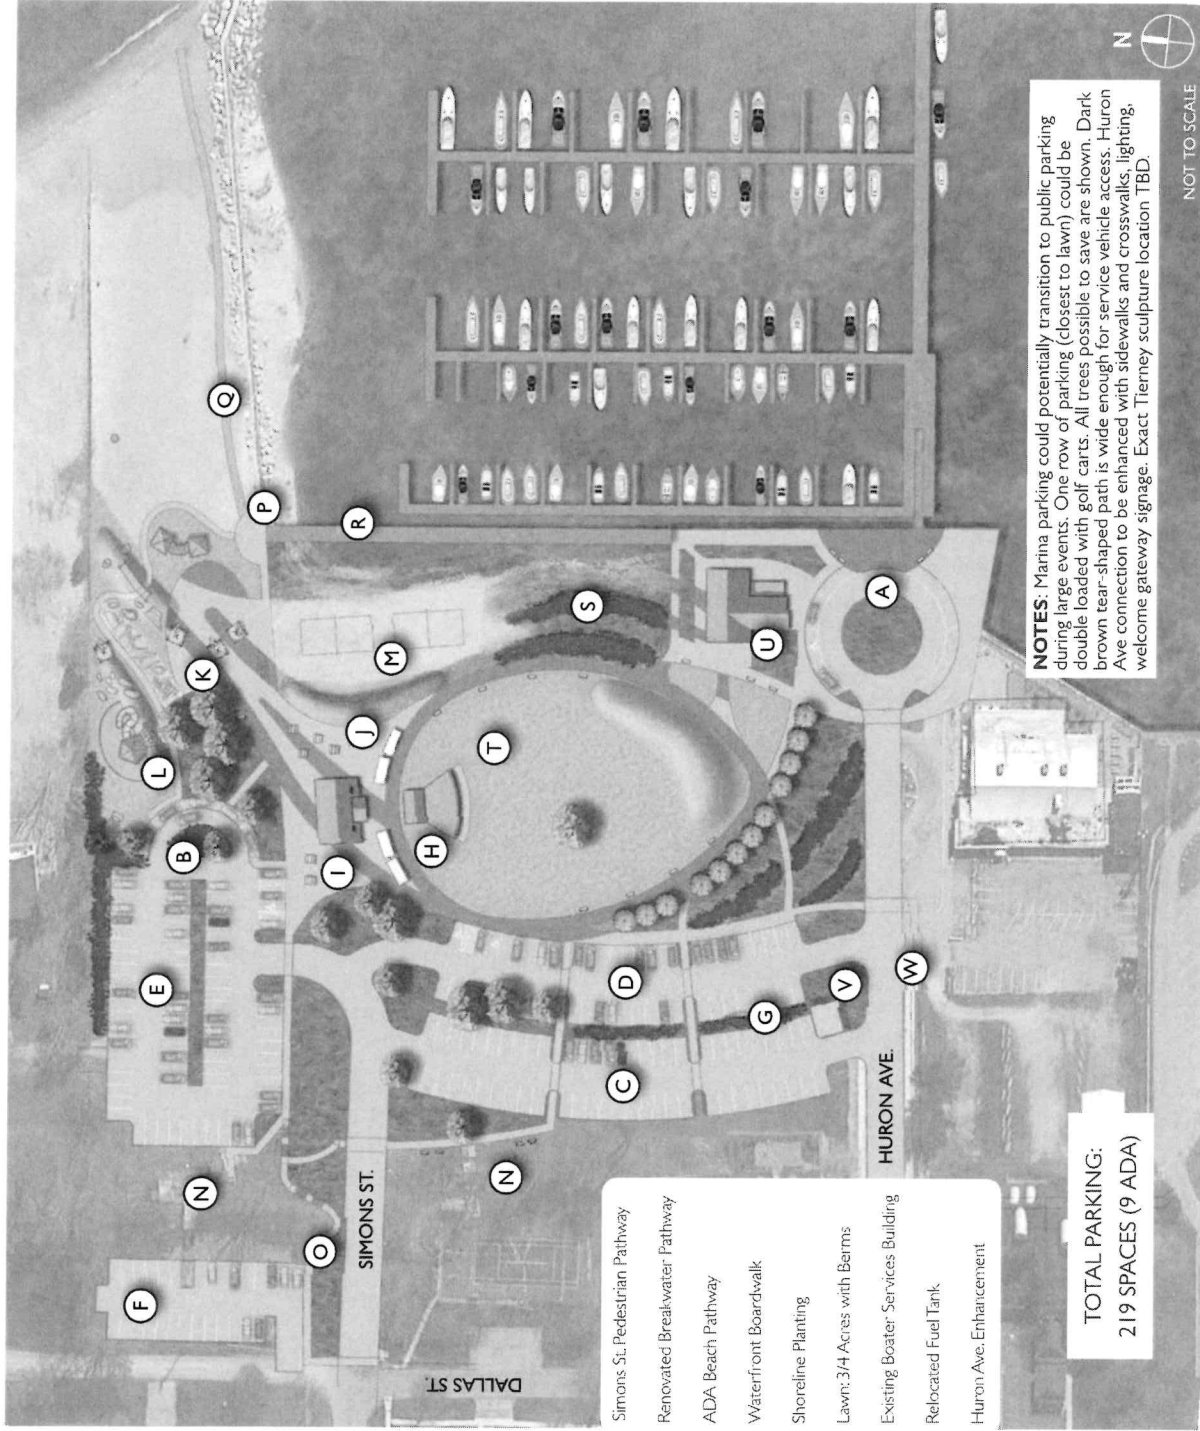 N
NOT TO SCALE
NOTES: Marina parking could potentially transition to public parking
during large events. One row of parking (closest to lawn) could be
double loaded with golf carts. All trees possible to save are shown. Dark
brown tear-shaped path is wide enough for service vehicle access. Huron
Ave connection to be enhanced with sidewalks and crosswalks, lighting,
welcome gateway signage. Exact Tierney sculpture location TBD.
Q
P
R
K
L
M
J
S
T
B
I
H
U
A
E
D
G
V
W
C
N
N
O
F
SIMONS ST.
HURON AVE.
DALLAS ST.
Simons St. Pedestrian Pathway
Renovated Breakwater Pathway
ADA Beach Pathway
Waterfront Boardwalk
Shoreline Planting
Lawn: 3/4 Acres with Berms
Existing Boater Services Building
Relocated Fuel Tank
Huron Ave. Enhancement
TOTAL PARKING:
219 SPACES (9 ADA)